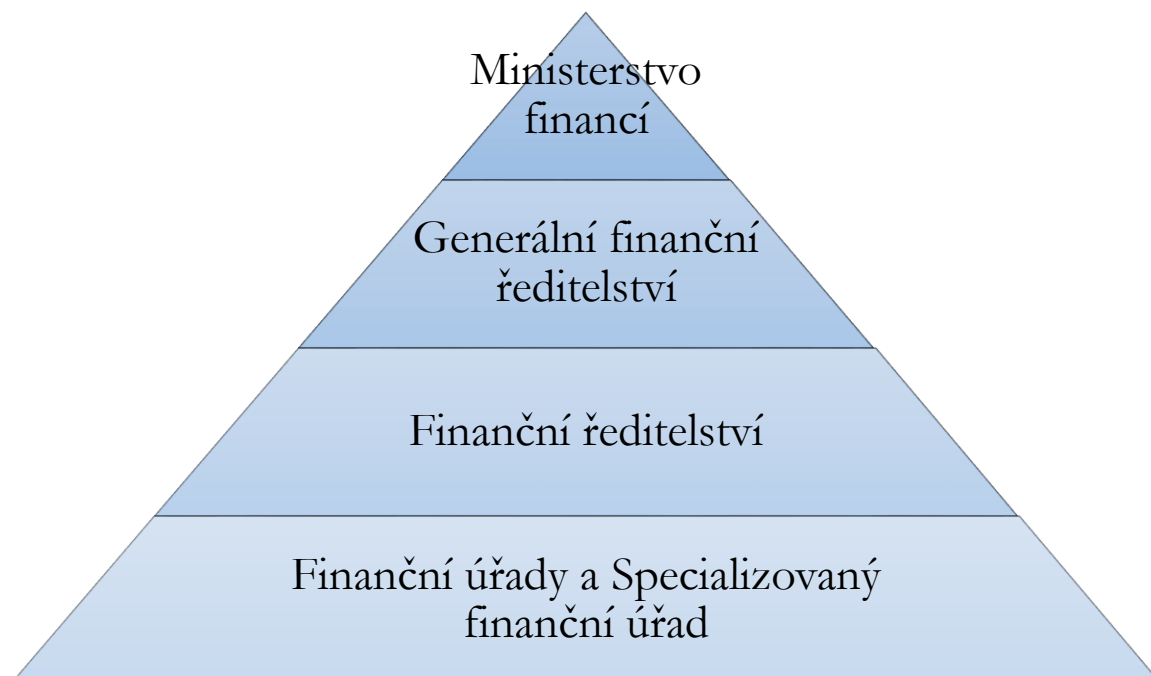 Ministerstvo
financí
Generální finanční
ředitelství
Finanční ředitelství
Finanční úřady a Specializovaný
finanční úřad